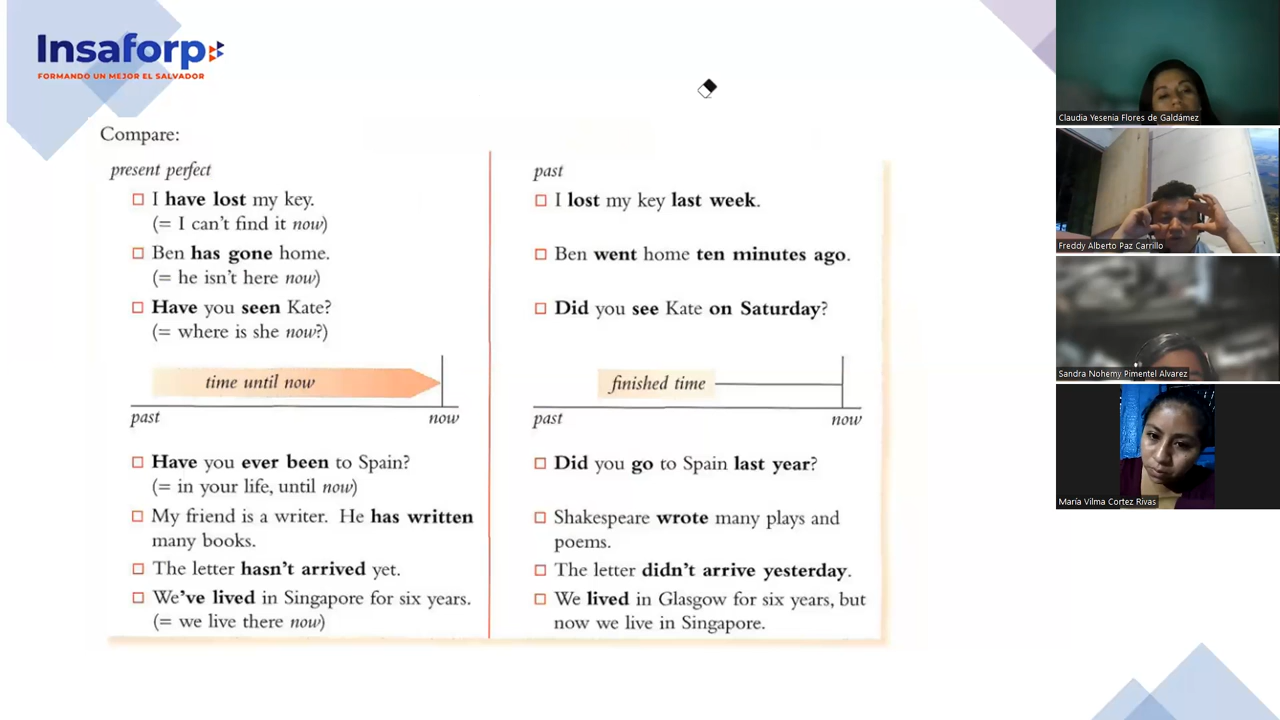 Insaforp
FORMANDO UN MEJOR EL SALVADOR
Compare:
present perfect
I have lost my key.
(= I can't find it now)
Ben has gone home.
(= he isn't here now)
Have you seen Kate?
(= where is she now?)
time until now
past now
Have you ever been to Spain?
(= in your life, until now)
My friend is a writer. He has written
many books.
The letter hasn't arrived yet.
We've lived in Singapore for six years.
(= we live there now)
past
I lost my key last week.
Ben went home ten minutes ago.
Did you see Kate on Saturday?
finished time
past now
Did you go to Spain last year?
Shakespeare wrote many plays and
poems.
The letter didn't arrive yesterday.
We lived in Glasgow for six years, but
now we live in Singapore.
Claudia Yesenia Flores de Galdámez
Freddy Alberto Paz Carrillo
Sandra Nohemy Pimentel Alvarez
María Vilma Cortez Rivas